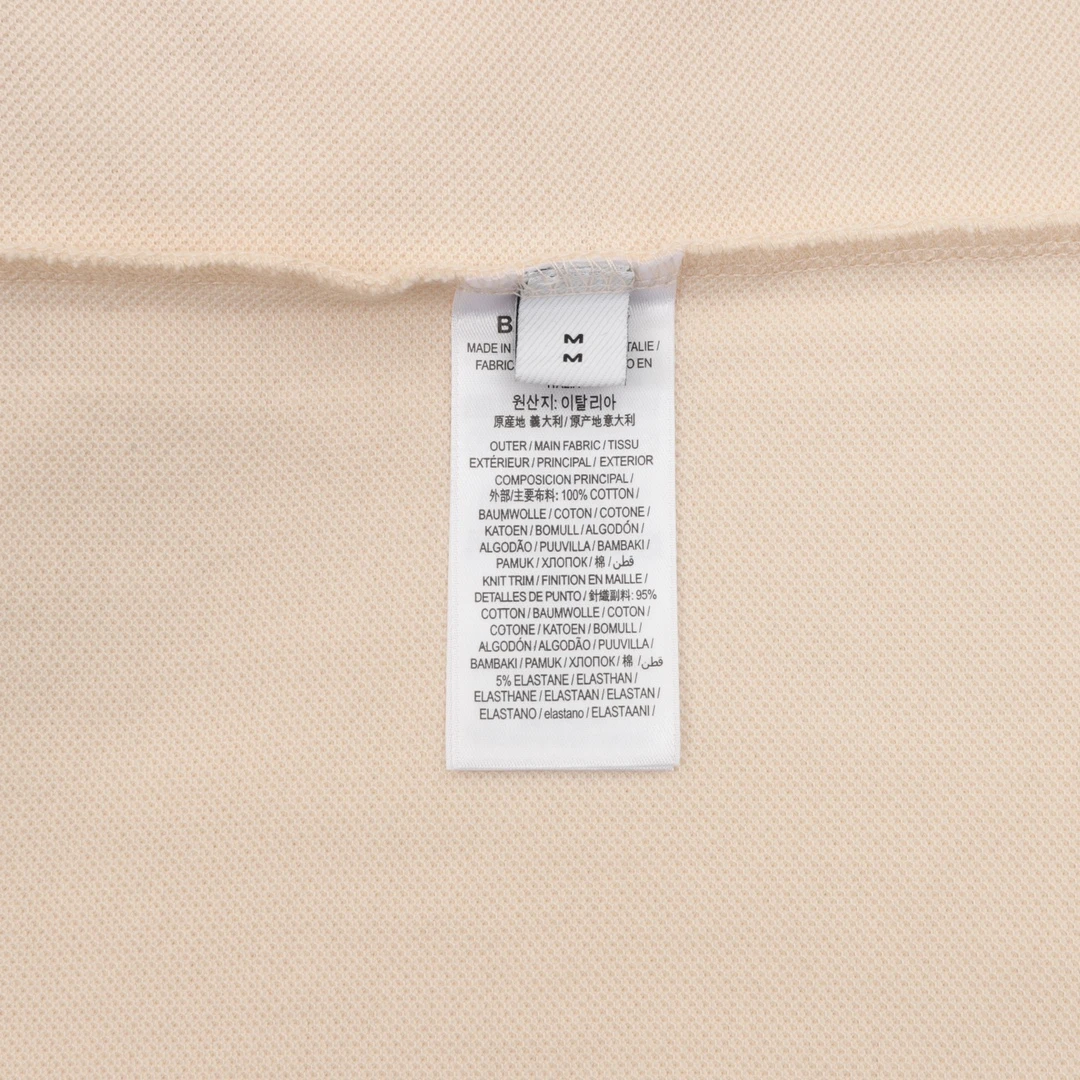 M
M
MADE IN
TALIE /
FABRIC
O EN
원산지: 이탈리아
原産地 義大利 / 原产地意大利
OUTER / MAIN FABRIC / TISSU
EXTÉRIEUR / PRINCIPAL / EXTERIOR
COMPOSICION PRINCIPAL /
外部/主要布料: 100% COTTON /
BAUMWOLLE / COTON / COTONE /
KATOEN / BOMULL / ALGODÓN /
ALGODÃO / PUUVILLA / BAMBAKI /
PAMUK / ХЛОПОК / 棉 / قطن
KNIT TRIM / FINITION EN MAILLE /
DETALLES DE PUNTO / 針織副料: 95%
COTTON / BAUMWOLLE / COTON /
COTONE / KATOEN / BOMULL /
ALGODÓN / ALGODÃO / PUUVILLA /
BAMBAKI / PAMUK / ХЛОПОК / 棉 / قطن
5% ELASTANE / ELASTHAN /
ELASTHANE / ELASTAAN / ELASTAN /
ELASTANO / elastano / ELASTAANI /